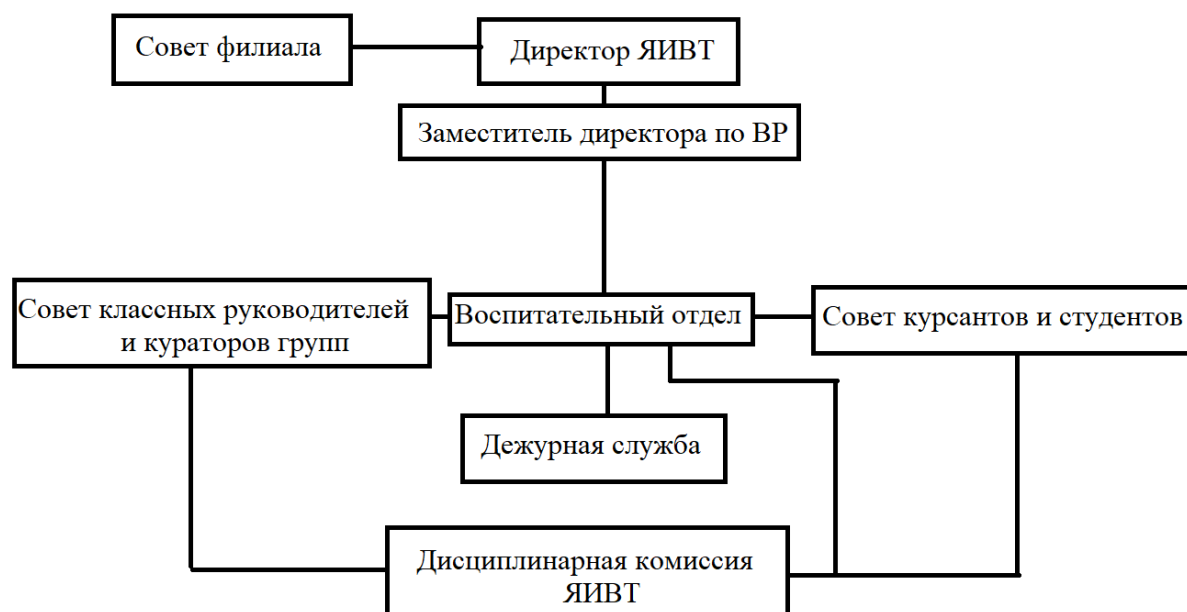 Совет филиала
Директор ЯИВТ
Заместитель директора по ВР
Совет классных руководителей
и кураторов групп
Воспитательный отдел
Совет курсантов и студентов
Дежурная служба
Дисциплинарная комиссия
ЯИВТ